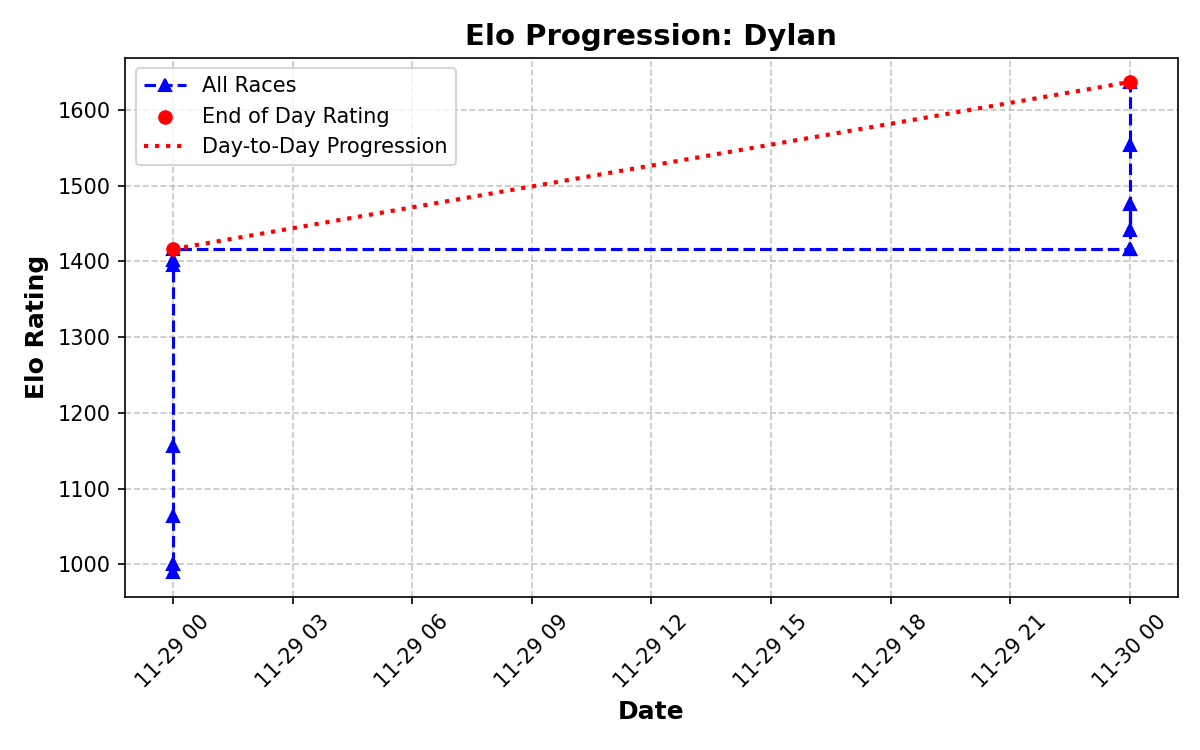 Elo Progression: Dylan
All Races
End of Day Rating
Day-to-Day Progression
Elo Rating
1600
1500
1400
1300
1200
1100
1000
11-29 00
11-29 03
11-29 06
11-29 09
11-29 12
11-29 15
11-29 18
11-29 21
11-30 00
Date